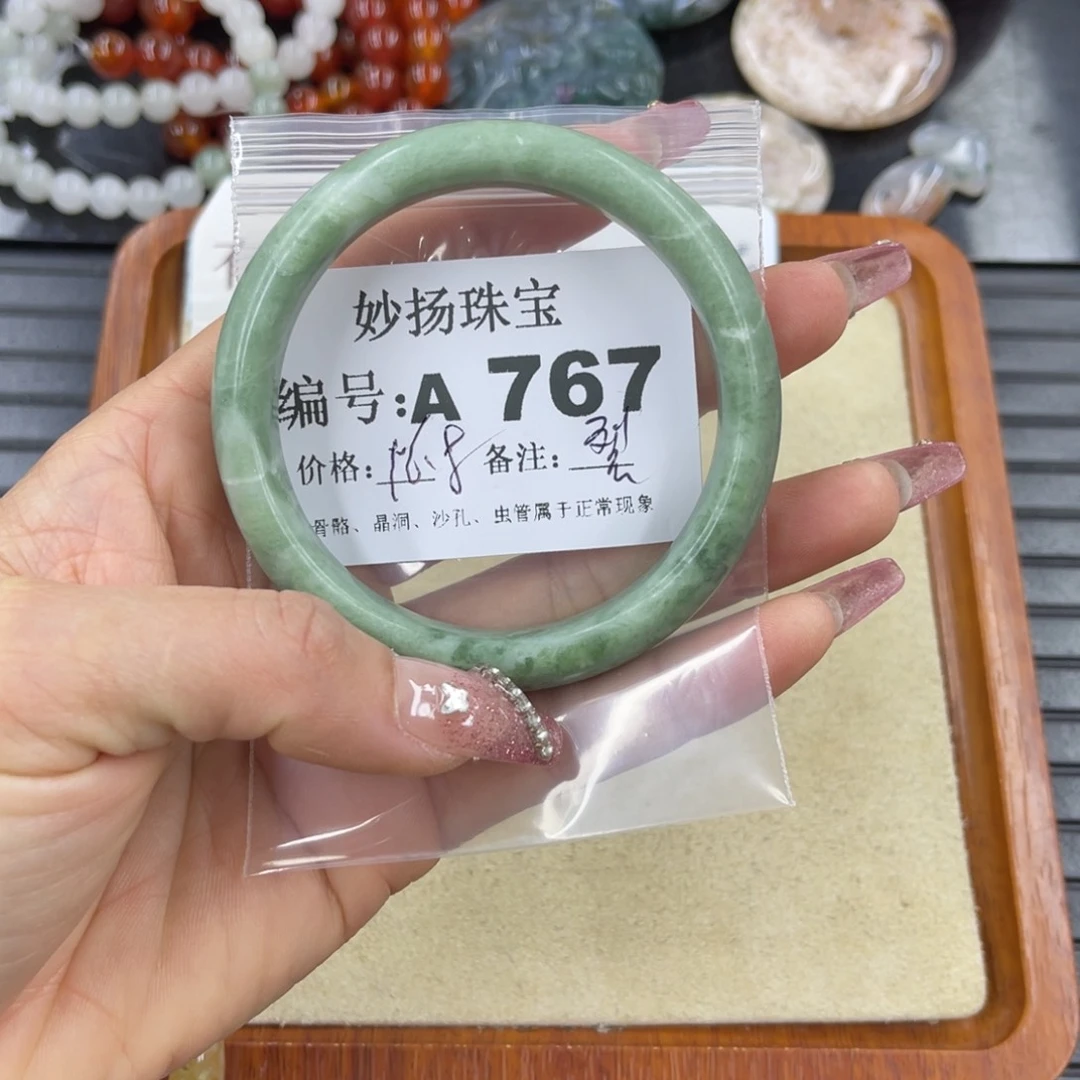 妙扬珠宝
编号:A 767
价格: 备注:裂
骨骼、晶洞、沙孔、虫管属于正常现象